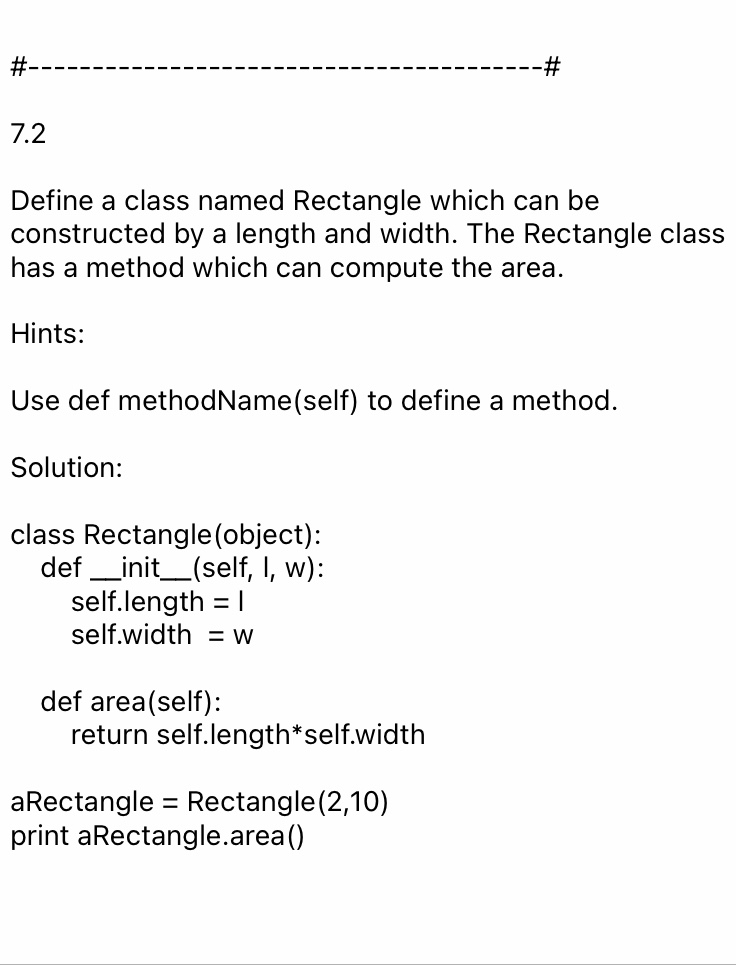 #----------------------------------------#
7.2
Define a class named Rectangle which can be
constructed by a length and width. The Rectangle class
has a method which can compute the area.
Hints:
Use def methodName(self) to define a method.
Solution:
class Rectangle(object):
    def __init__(self, l, w):
        self.length = l
        self.width  = w
    def area(self):
        return self.length*self.width
aRectangle = Rectangle(2,10)
print aRectangle.area()